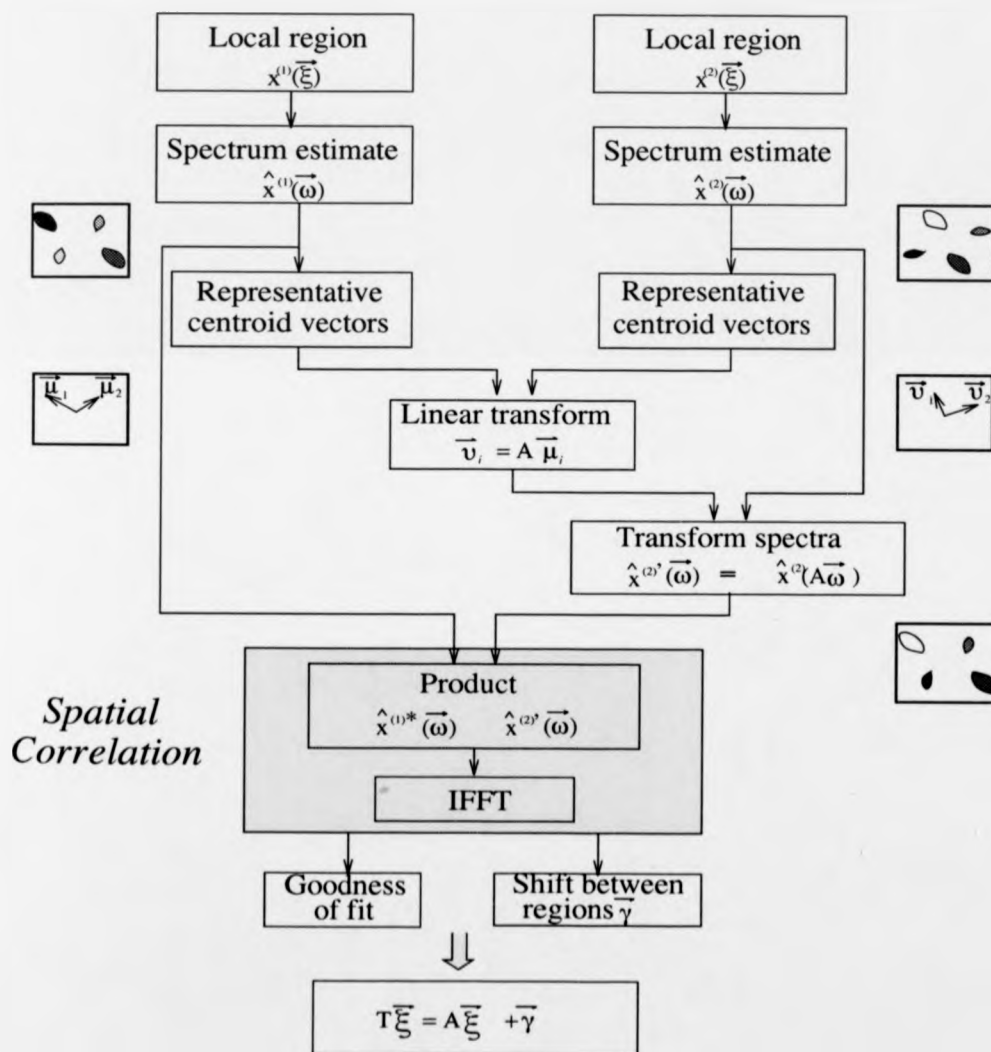 Local region
x⁽¹⁾(ξ⃗)
Local region
x⁽²⁾(ξ⃗)
Spectrum estimate
x̂⁽¹⁾(ω⃗)
Spectrum estimate
x̂⁽²⁾(ω⃗)
Representative
centroid vectors
Representative
centroid vectors
μ⃗₁ μ⃗₂
Linear transform
υ⃗ᵢ = A μ⃗ᵢ
υ⃗₁ υ⃗₂
Transform spectra
x̂⁽²⁾’(ω⃗) = x̂⁽²⁾(Aω⃗)
Spatial
Correlation
Product
x̂⁽¹⁾*(ω⃗) x̂⁽²⁾’(ω⃗)
IFFT
Goodness
of fit
Shift between
regions γ⃗
Tξ⃗ = Aξ⃗ + γ⃗